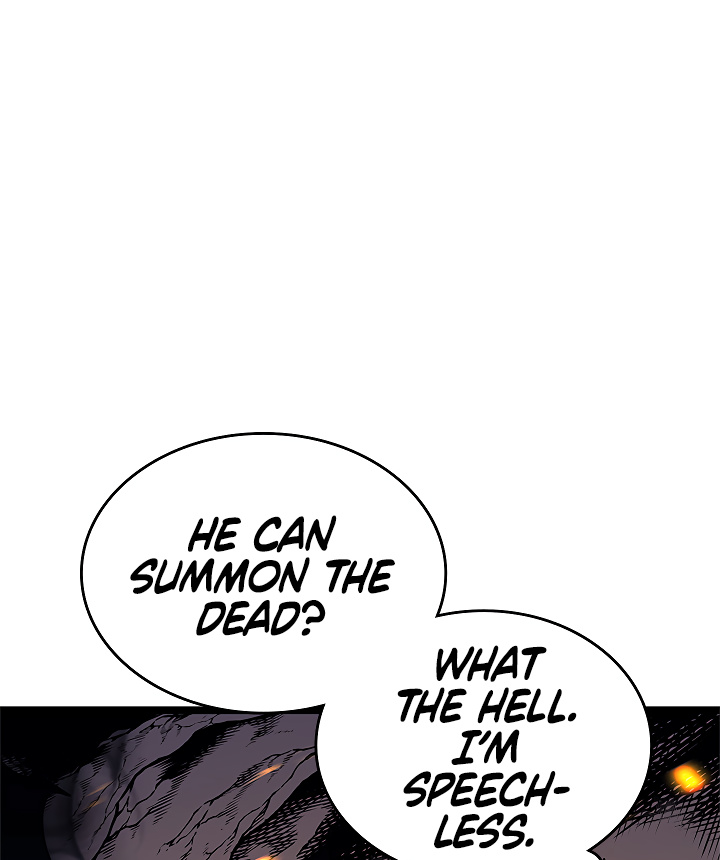 HE CAN
SUMMON THE
DEAD?
WHAT
THE HELL.
I'M
SPEECH-
LESS.